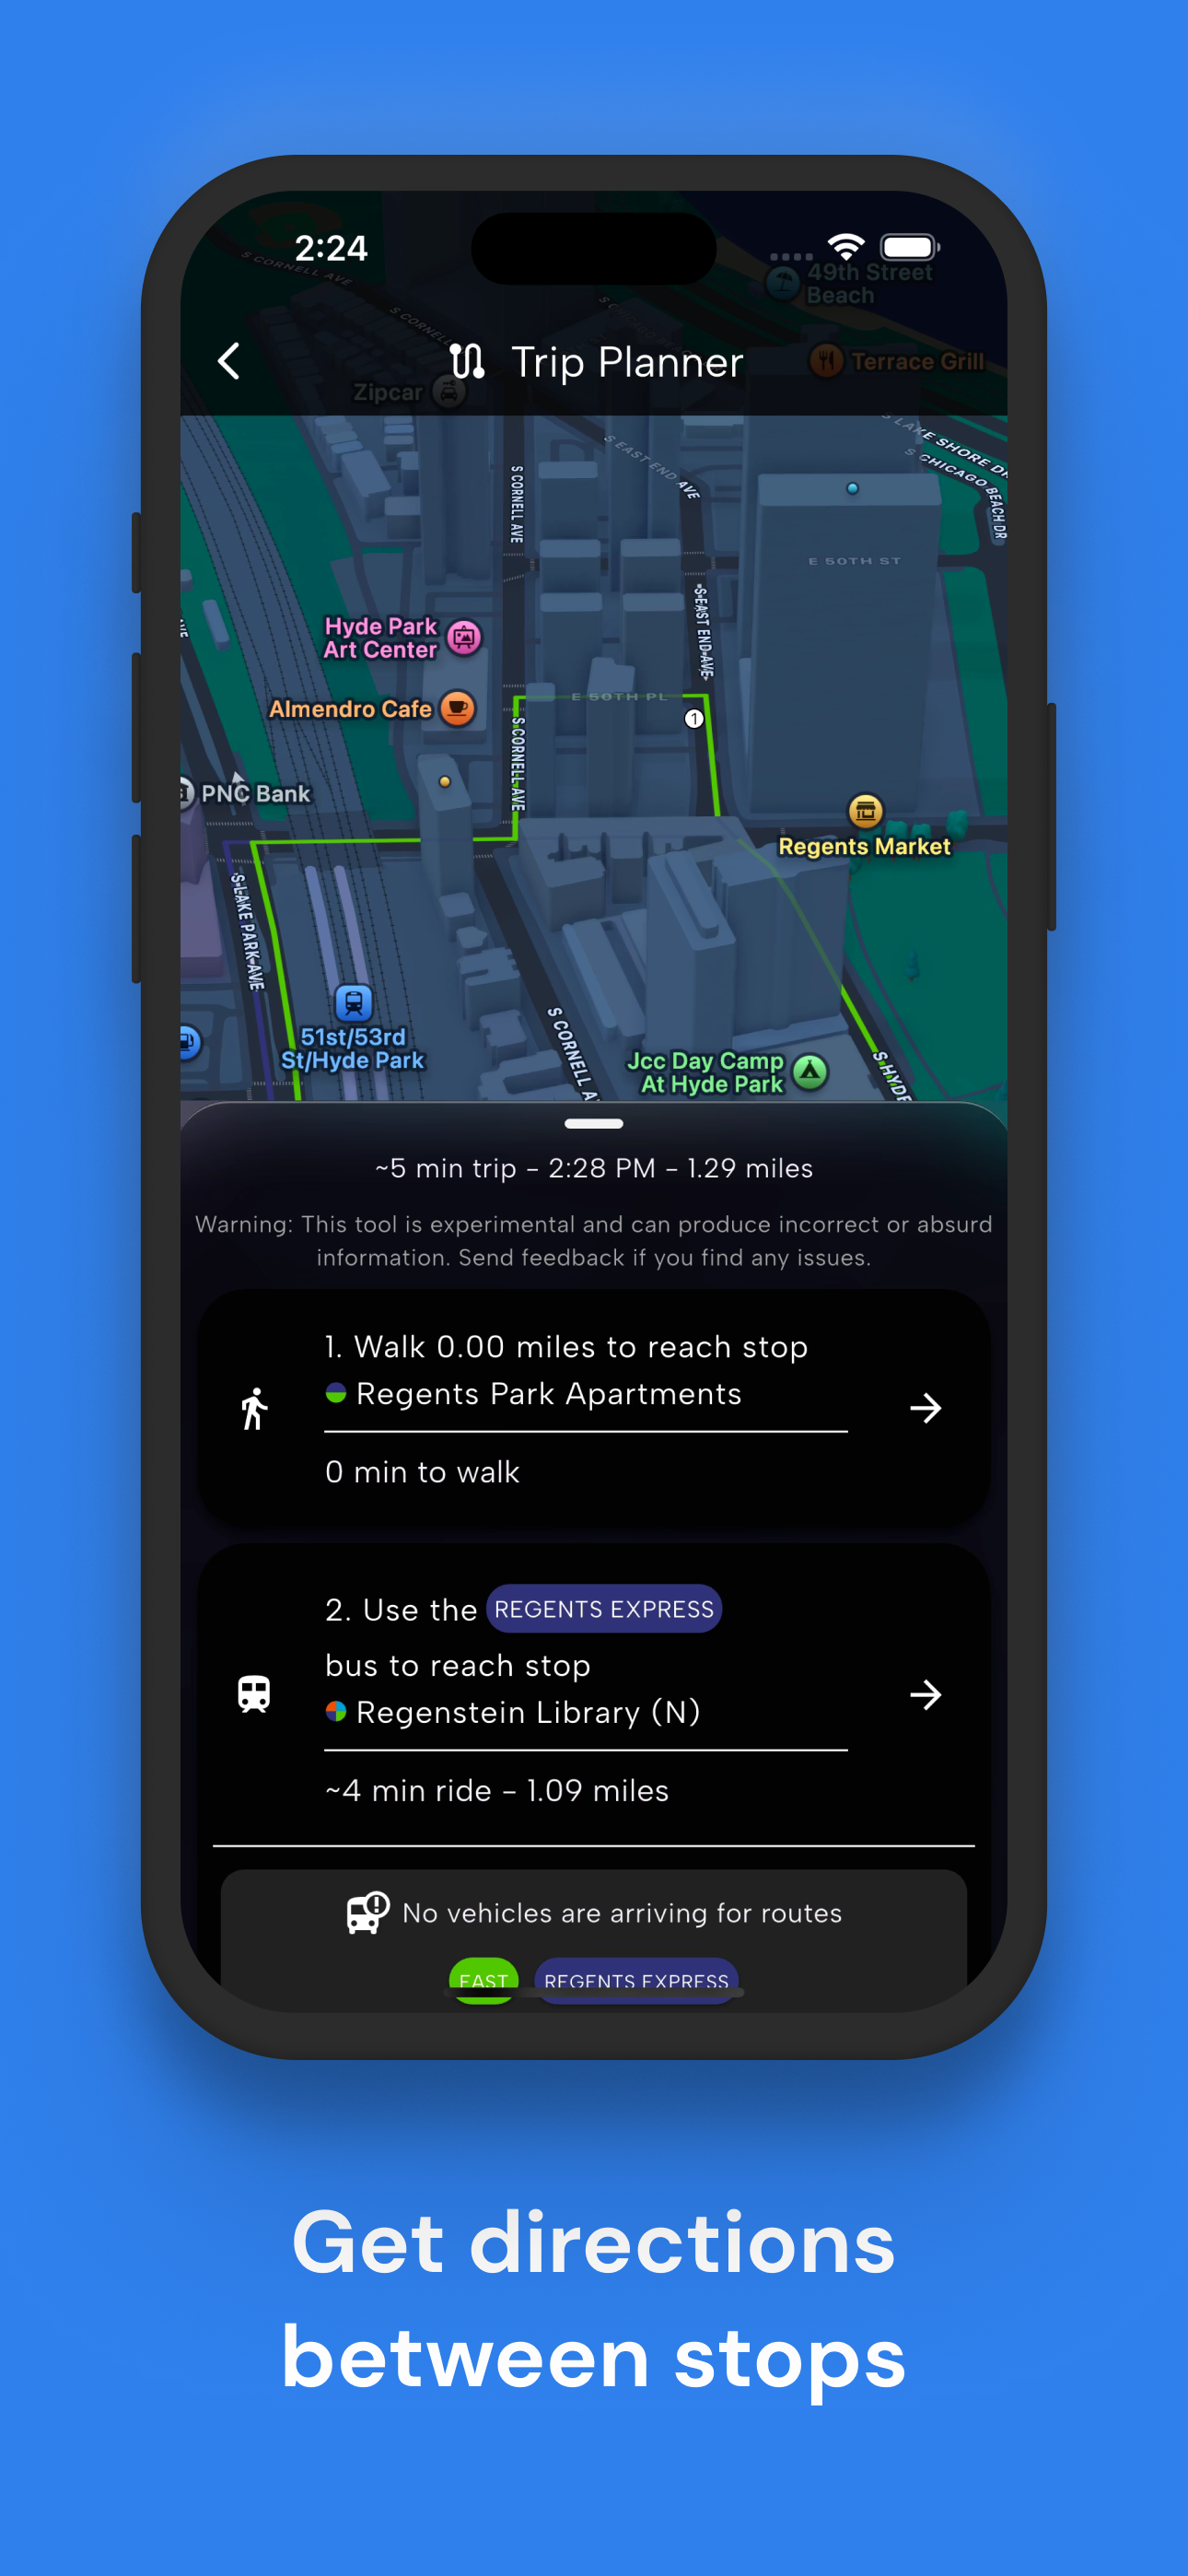 2:24
S CORNELL AVE
49th Street
Beach
S CORNELL
Trip Planner
Terrace Grill
Zipcar
S EAST END AVE
LAKE SHORE DR
S CHICAGO BEACH DR
S CORNELL AVE
E 50TH ST
S EAST END AVE
Hyde Park
Art Center
E 50TH PL
Almendro Cafe
1
S CORNELL AVE
PNC Bank
Regents Market
S LAKE PARK AVE
51st/53rd
St/Hyde Park
S CORNELL A
Jcc Day Camp
At Hyde Park
S HYDE
~5 min trip - 2:28 PM - 1.29 miles
Warning: This tool is experimental and can produce incorrect or absurd
information. Send feedback if you find any issues.
1. Walk 0.00 miles to reach stop
Regents Park Apartments
0 min to walk
2. Use the REGENTS EXPRESS
bus to reach stop
Regenstein Library (N)
~4 min ride - 1.09 miles
No vehicles are arriving for routes
EAST REGENTS EXPRESS
Get directions
between stops